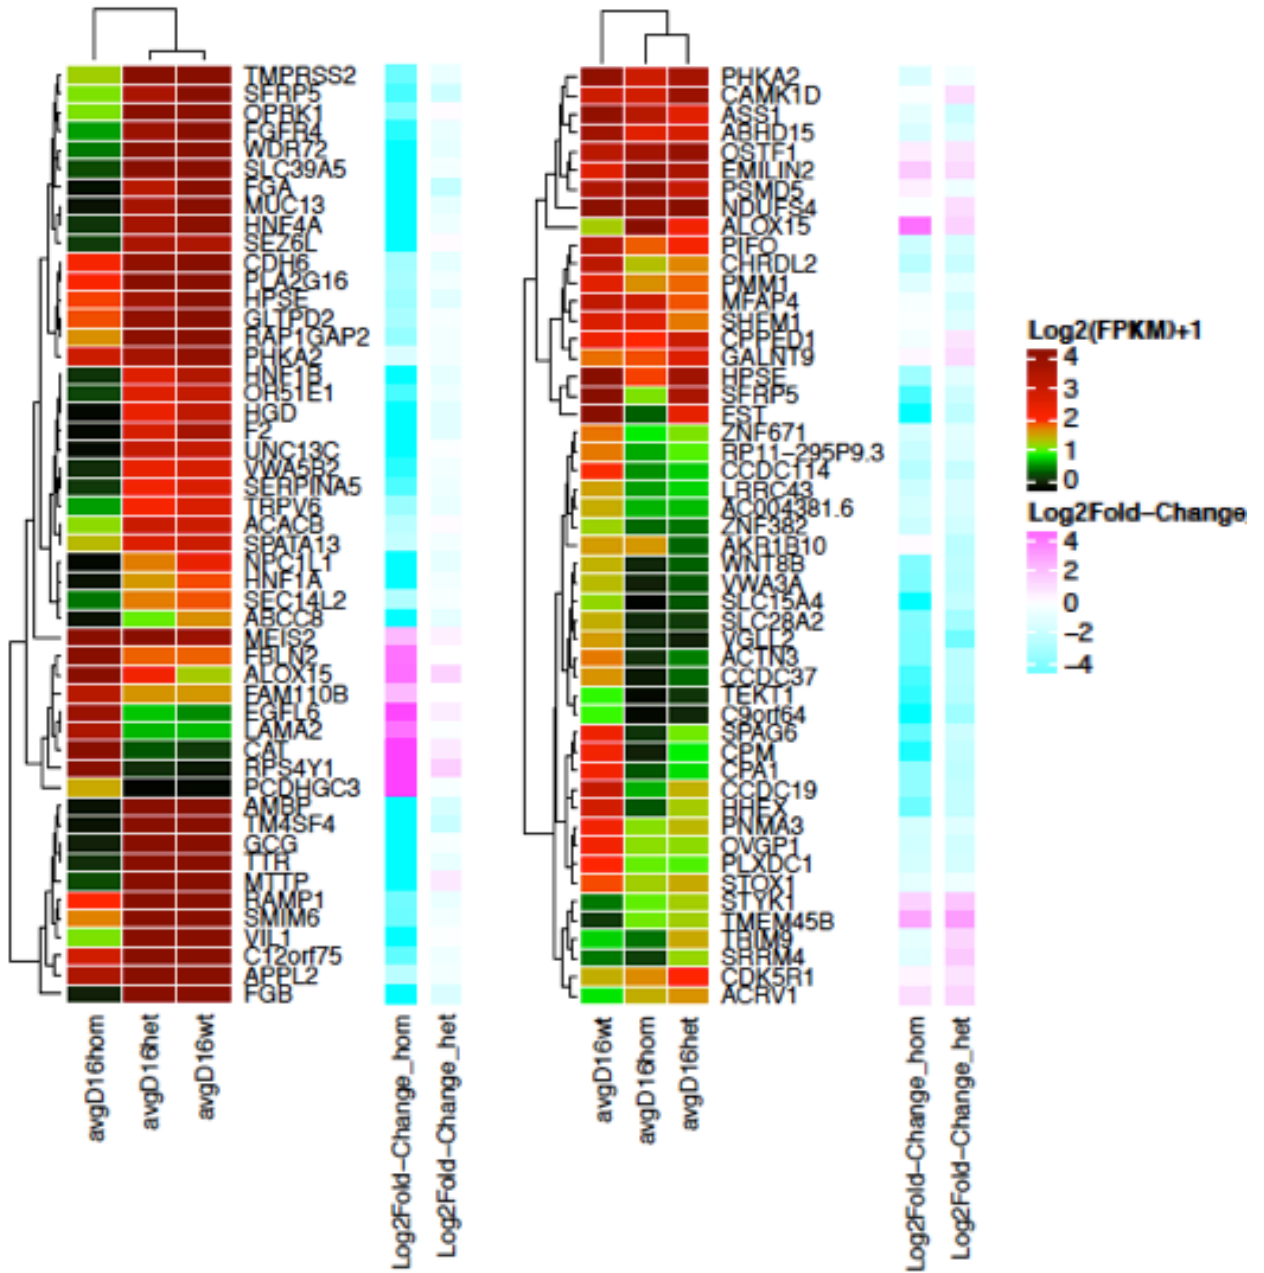 TMPRSS2
SFRP5
OPRK1
FGFR4
WDR72
SLC39A5
FGA
MUC13
HNF4A
SEZ6L
CDH6
PLA2G16
HPSE
GLTPD2
RAP1GAP2
PHKA2
HNF1B
OR51E1
HGD
F2
UNC13C
VWA5B2
SERPINA5
TRPV6
ACACB
SPATA13
NPC1L1
HNF1A
SEC14L2
ABCC8
MEIS2
FBLN2
ALOX15
FAM110B
EGFL6
LAMA2
CAT
RPS4Y1
PCDHGC3
AMBP
TM4SF4
GCG
TTR
MTTP
RAMP1
SMIM6
VIL1
C12orf75
APPL2
FGB
avgD16hom
avgD16het
avgD16wt
Log2Fold-Change_hom
Log2Fold-Change_het
PHKA2
CAMK1D
ASS1
ABHD15
OSTF1
EMILIN2
PSMD5
NDUFS4
ALOX15
PIFO
CHRDL2
PMM1
MFAP4
SHFM1
CPPED1
GALNT9
HPSE
SFRP5
FST
ZNF671
RP11-295P9.3
CCDC114
LRRC43
AC004381.6
ZNF382
AKR1B10
WNT8B
VWA3A
SLC15A4
SLC28A2
VGLL2
ACTN3
CCDC37
TEKT1
C9orf64
SPAG6
CPM
CPA1
CCDC19
HHEX
PNMA3
OVGP1
PLXDC1
STOX1
STYK1
TMEM45B
TRIM9
SRRM4
CDK5R1
ACRV1
avgD16wt
avgD16hom
avgD16het
Log2Fold-Change_hom
Log2Fold-Change_het
Log2(FPKM)+1
4
3
2
1
0
Log2Fold-Change
4
2
0
-2
-4